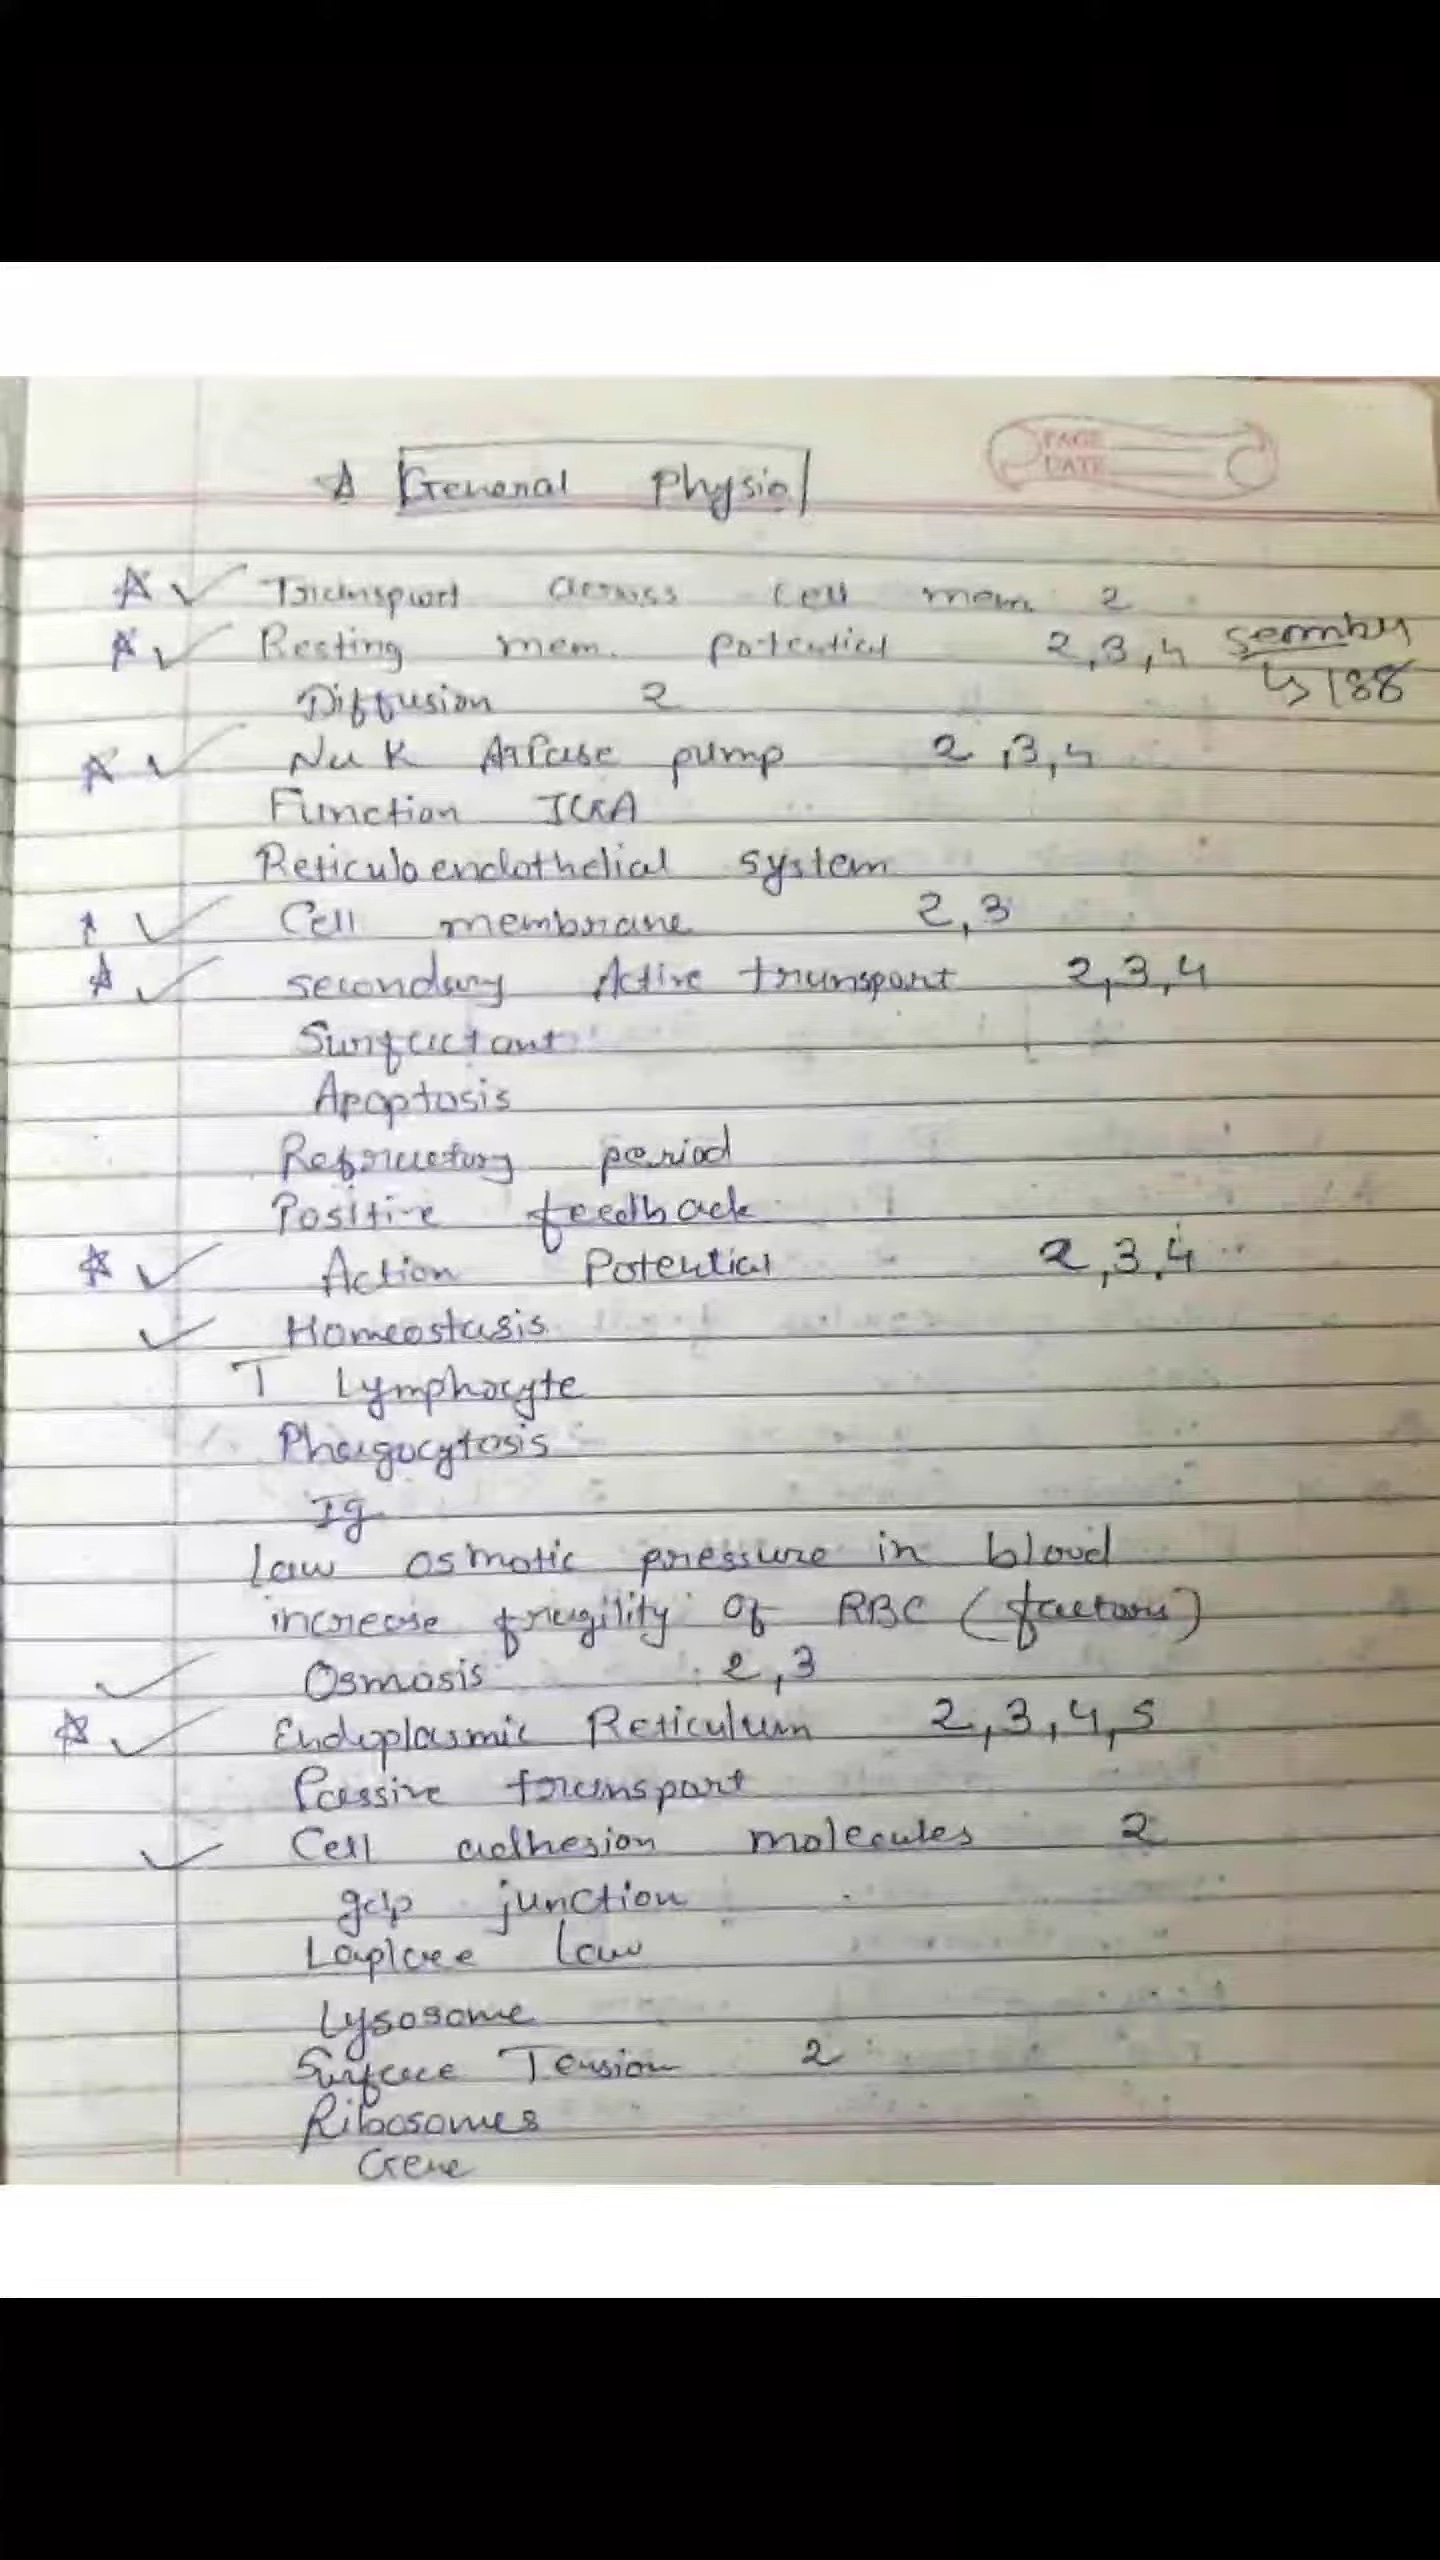 PAGE
DATE
General Physio
Transport across cell mem. 2
Resting mem. potential 2,3,4 Sembu
↳ 188
Diffusion 2
Na K ATPase pump 2,3,4
Function
Reticuloendothelial system
Cell membrane 2,3
secondary Active transport 2,3,4
Surfactant
Apoptosis
Refractory period
Positive feedback
Action Potential 2,3,4
Homeostasis
T Lymphocyte
Phagocytosis
Ig
Low osmotic pressure in blood
increase fragility of RBC (factors)
Osmosis 2,3
Endoplasmic Reticulum 2,3,4,5
Passive transport
Cell adhesion molecules 2
gap junction
Laplace law
Lysosome
Surface Tension 2
Ribosomes
Gene